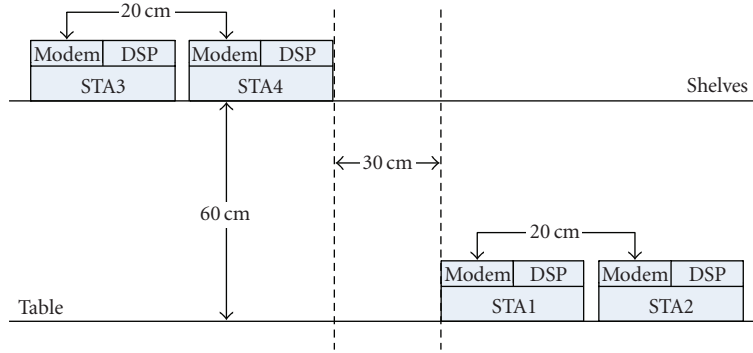 20 cm
Modem DSP Modem DSP
STA3 STA4
Shelves
30 cm
60 cm
20 cm
Modem DSP Modem DSP
Table
STA1 STA2